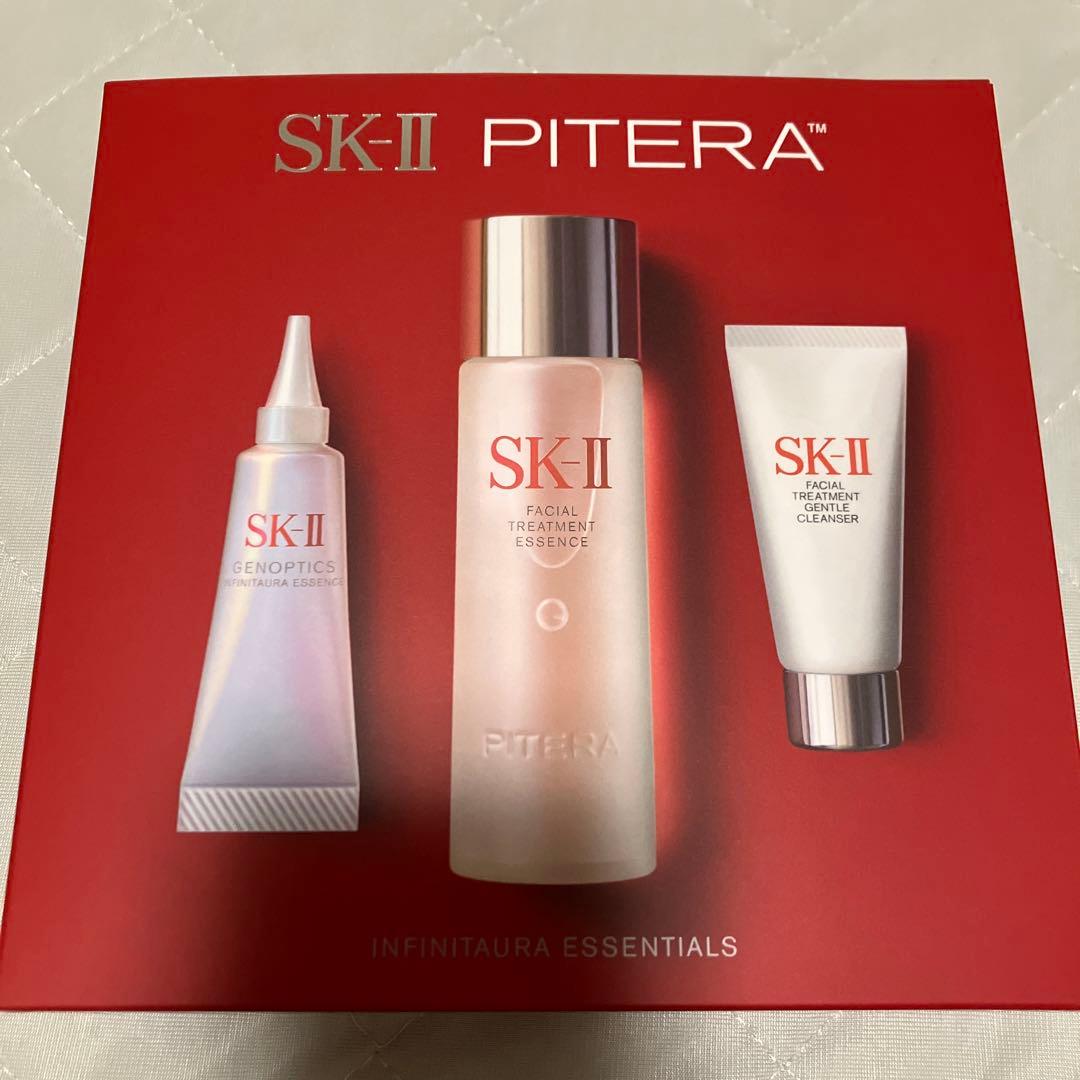 SK-II PITERA™
SK-II
GENOPTICS
INFINITAURA ESSENCE
SK-II
FACIAL
TREATMENT
ESSENCE
PITERA
SK-II
FACIAL
TREATMENT
GENTLE
CLEANSER
INFINITAURA ESSENTIALS